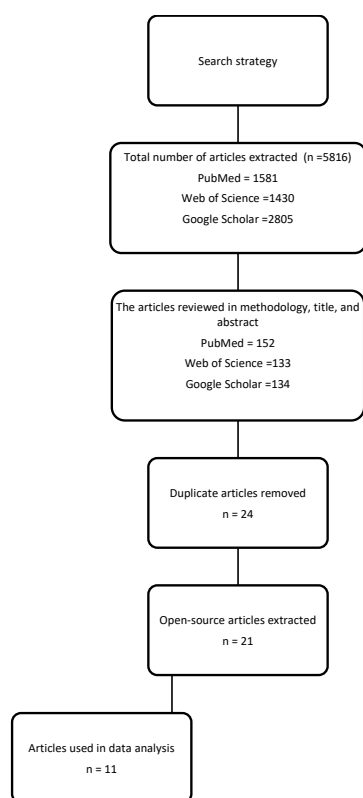 Search strategy
Total number of articles extracted  (n =5816)
PubMed = 1581
Web of Science =1430
Google Scholar =2805
The articles reviewed in methodology, title, and
abstract
PubMed = 152
Web of Science =133
Google Scholar =134
Duplicate articles removed
n = 24
Open-source articles extracted
n = 21
Articles used in data analysis
n = 11